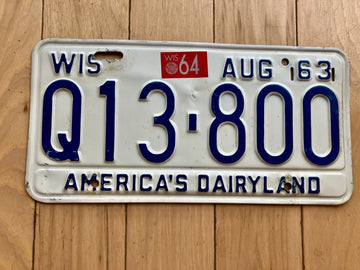 WIS 64
WIS AUG 63
Q13-800
AMERICA'S DAIRYLAND